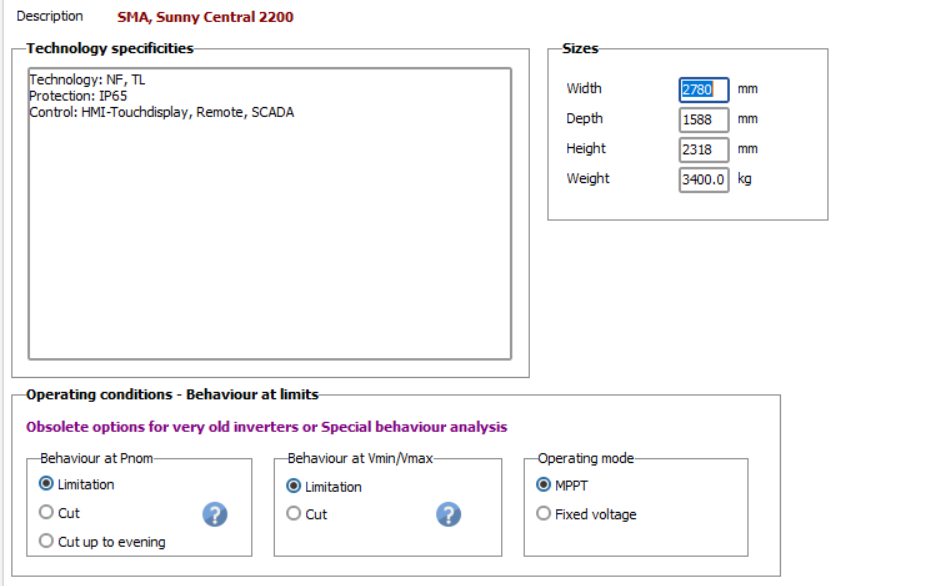 Description SMA, Sunny Central 2200
Technology specificities
Technology: NF, TL
Protection: IP65
Control: HMI-Touchdisplay, Remote, SCADA
Sizes
Width 2780 mm
Depth 1588 mm
Height 2318 mm
Weight 3400.0 kg
Operating conditions - Behaviour at limits
Obsolete options for very old inverters or Special behaviour analysis
Behaviour at Pnom
Limitation
Cut
?
Cut up to evening
Behaviour at Vmin/Vmax
Limitation
Cut
?
Operating mode
MPPT
Fixed voltage